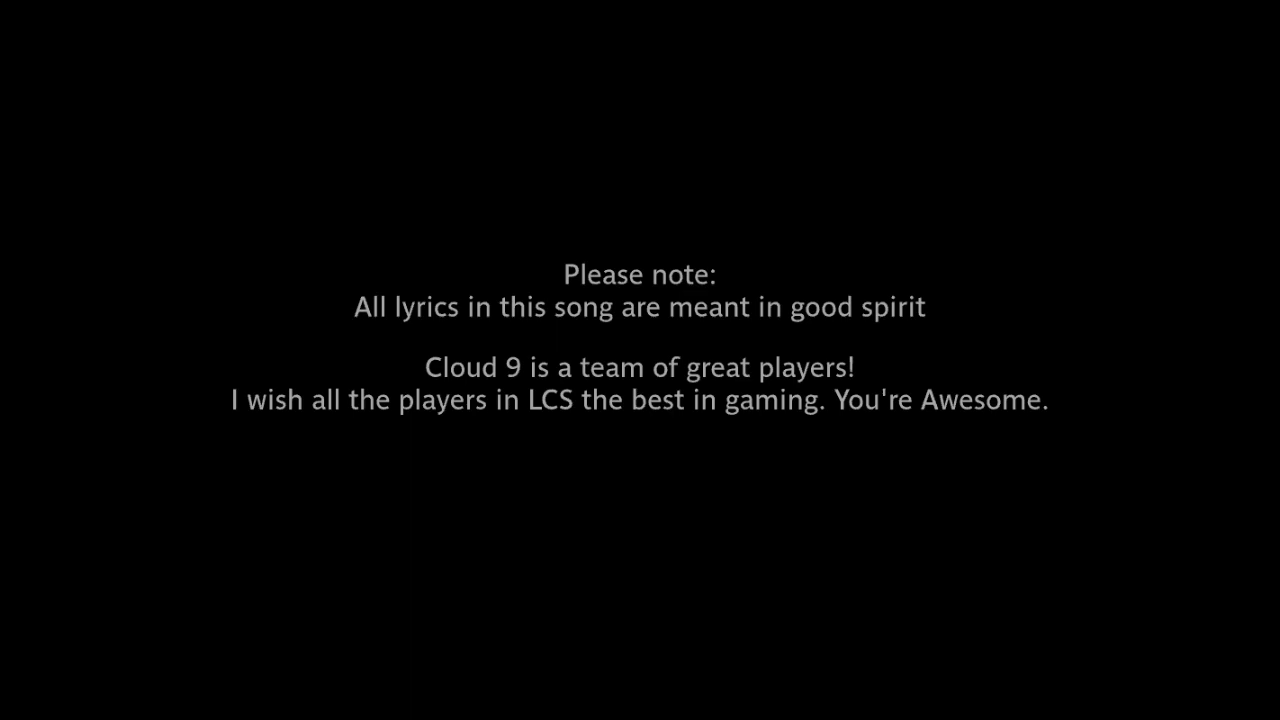 Please note:
All lyrics in this song are meant in good spirit
Cloud 9 is a team of great players!
I wish all the players in LCS the best in gaming. You're Awesome.